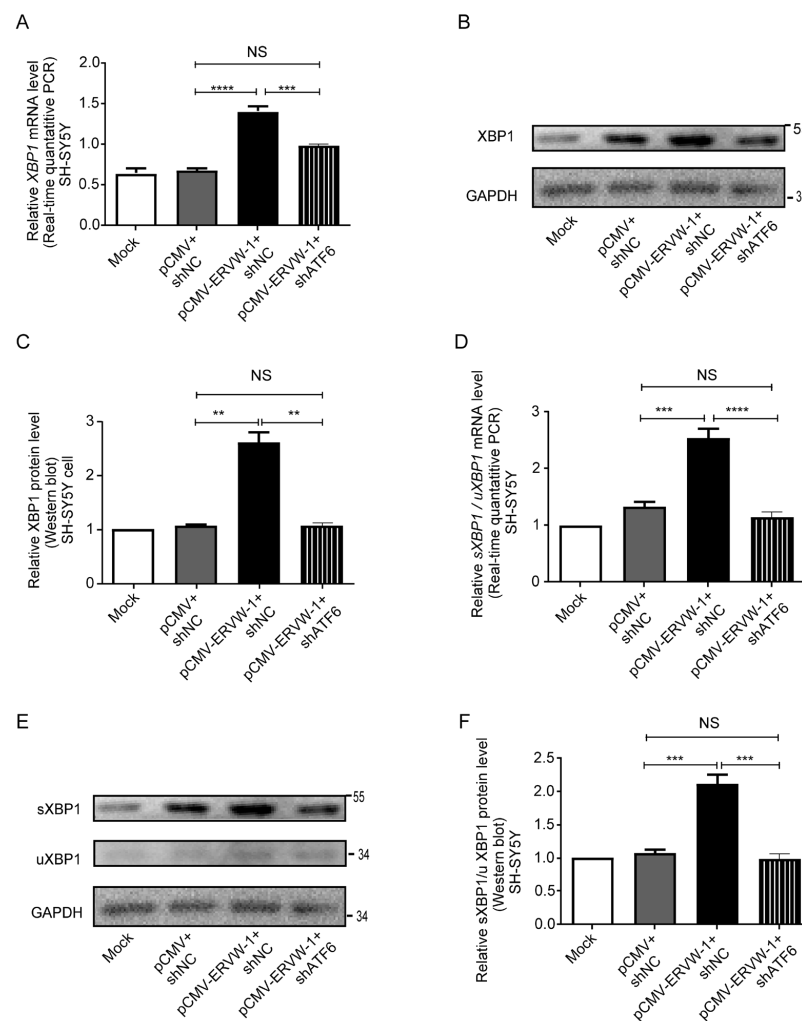 A
Relative XBP1 mRNA level
(Real-time quantatitive PCR)
SH-SY5Y
2.0
1.5
1.0
0.5
0.0
NS
****
***
Mock
pCMV+
shNC
pCMV-ERVW-1+
shNC
pCMV-ERVW-1+
shATF6
B
XBP1
GAPDH
5
3
Mock
pCMV+
shNC
pCMV-ERVW-1+
shNC
pCMV-ERVW-1+
shATF6
C
Relative XBP1 protein level
(Western blot)
SH-SY5Y cell
3
2
1
0
NS
**
**
Mock
pCMV+
shNC
pCMV-ERVW-1+
shNC
pCMV-ERVW-1+
shATF6
D
Relative sXBP1 / uXBP1 mRNA level
(Real-time quantatitive PCR)
SH-SY5Y
3
2
1
0
NS
***
****
Mock
pCMV+
shNC
pCMV-ERVW-1+
shNC
pCMV-ERVW-1+
shATF6
E
sXBP1
uXBP1
GAPDH
55
34
34
Mock
pCMV+
shNC
pCMV-ERVW-1+
shNC
pCMV-ERVW-1+
shATF6
F
Relative sXBP1/u XBP1 protein level
(Western blot)
SH-SY5Y
2.5
2.0
1.5
1.0
0.5
0.0
NS
***
***
Mock
pCMV+
shNC
pCMV-ERVW-1+
shNC
pCMV-ERVW-1+
shATF6